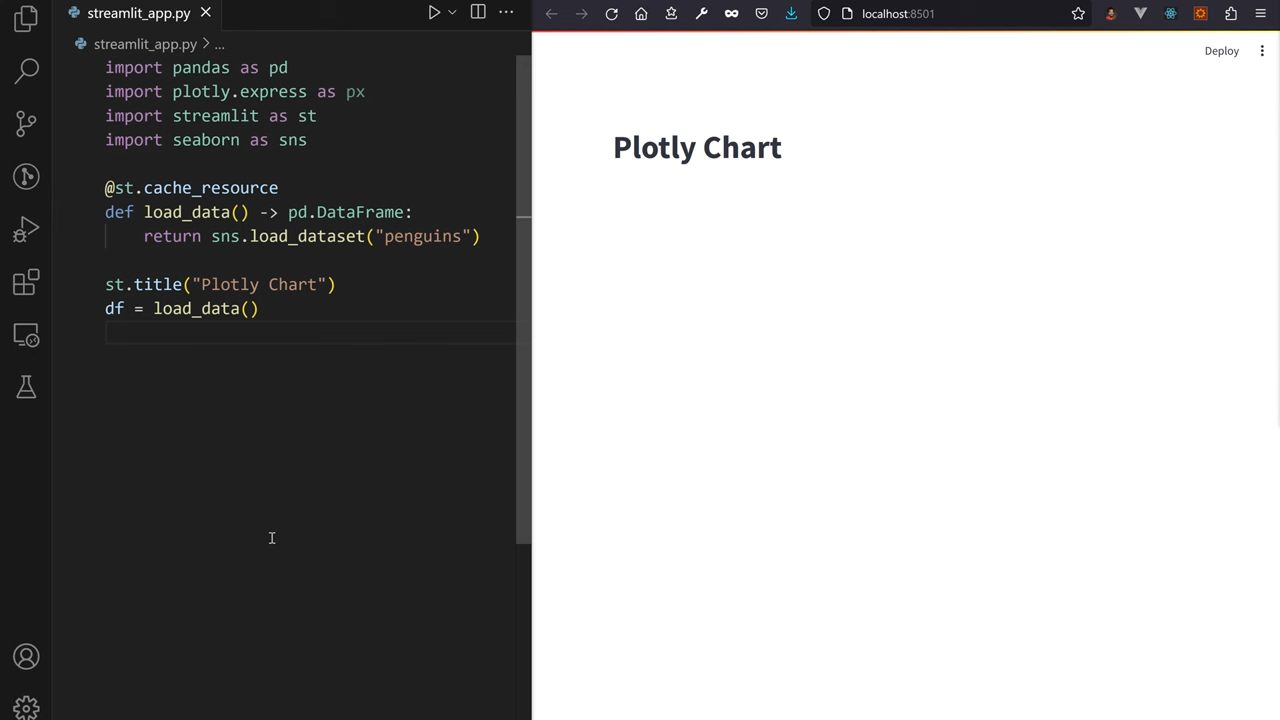 streamlit_app.py
streamlit_app.py > ...
import pandas as pd
import plotly.express as px
import streamlit as st
import seaborn as sns
@st.cache_resource
def load_data() -> pd.DataFrame:
return sns.load_dataset("penguins")
st.title("Plotly Chart")
df = load_data()
localhost:8501
Deploy
Plotly Chart